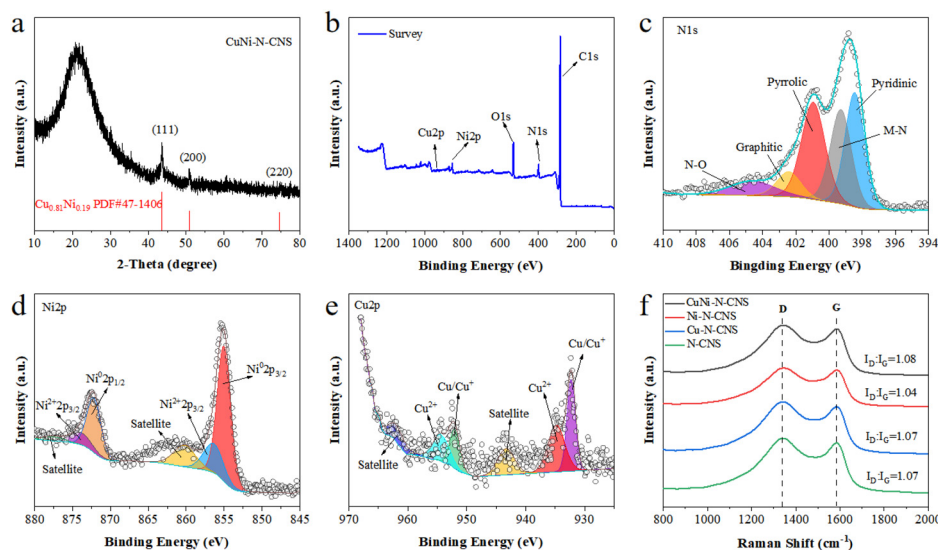 a
CuNi-N-CNS
(111)
(200)
(220)
Cu0.81Ni0.19 PDF#47-1406
10 20 30 40 50 60 70 80
2-Theta (degree)
Intensity (a.u.)
b
Survey
C1s
O1s
Cu2p
Ni2p
N1s
1400 1200 1000 800 600 400 200 0
Binding Energy (eV)
Intensity (a.u.)
c
N1s
Pyrrolic
Pyridinic
M-N
Graphitic
N-O
410 408 406 404 402 400 398 396 394
Bingding Energy (eV)
Intensity (a.u.)
d
Ni2p
Ni⁰2p3/2
Ni⁰2p1/2
Ni²⁺2p3/2
Ni²⁺2p3/2
Satellite
Satellite
880 875 870 865 860 855 850 845
Binding Energy (eV)
Intensity (a.u.)
e
Cu2p
Cu/Cu⁺
Cu/Cu⁺
Cu²⁺
Cu²⁺
Satellite
Satellite
970 960 950 940 930
Binding Energy (eV)
Intensity (a.u.)
f
CuNi-N-CNS
Ni-N-CNS
Cu-N-CNS
N-CNS
D
G
ID:IG=1.08
ID:IG=1.04
ID:IG=1.07
ID:IG=1.07
800 1000 1200 1400 1600 1800 2000
Raman Shift (cm⁻¹)
Intensity (a.u.)